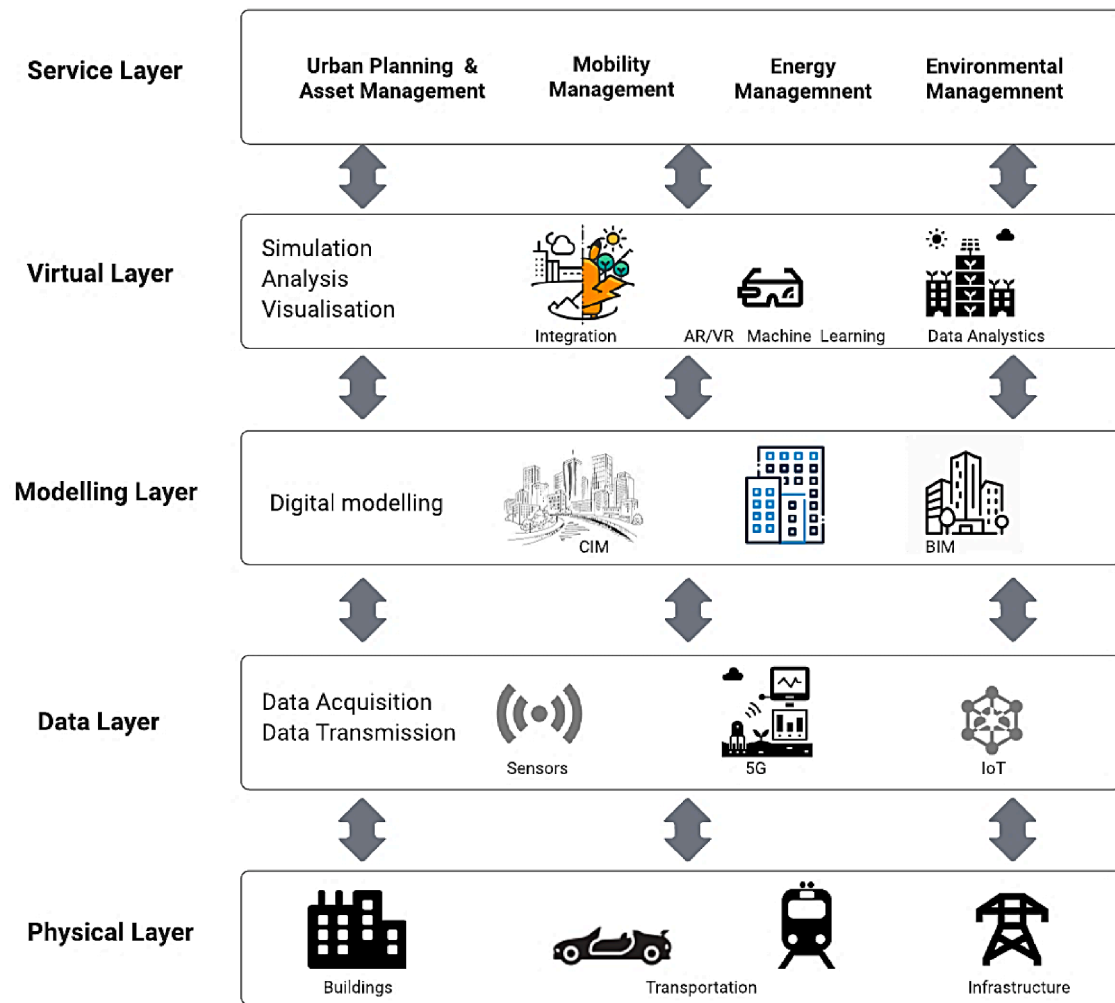 Service Layer
Urban Planning &
Asset Management
Mobility
Management
Energy
Managemnent
Environmental
Managemnent
Virtual Layer
Simulation
Analysis
Visualisation
Integration
AR/VR Machine Learning
Data Analystics
Modelling Layer
Digital modelling
CIM
BIM
Data Layer
Data Acquisition
Data Transmission
Sensors
5G
IoT
Physical Layer
Buildings
Transportation
Infrastructure